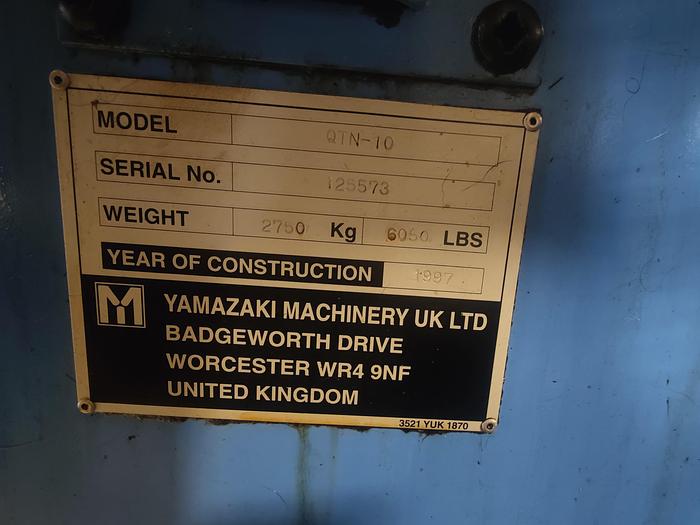 MODEL QTN-10
SERIAL No. 125573
WEIGHT 2750 Kg 6050 LBS
YEAR OF CONSTRUCTION 1997
YAMAZAKI MACHINERY UK LTD
BADGEWORTH DRIVE
WORCESTER WR4 9NF
UNITED KINGDOM
3521 YUK 1870